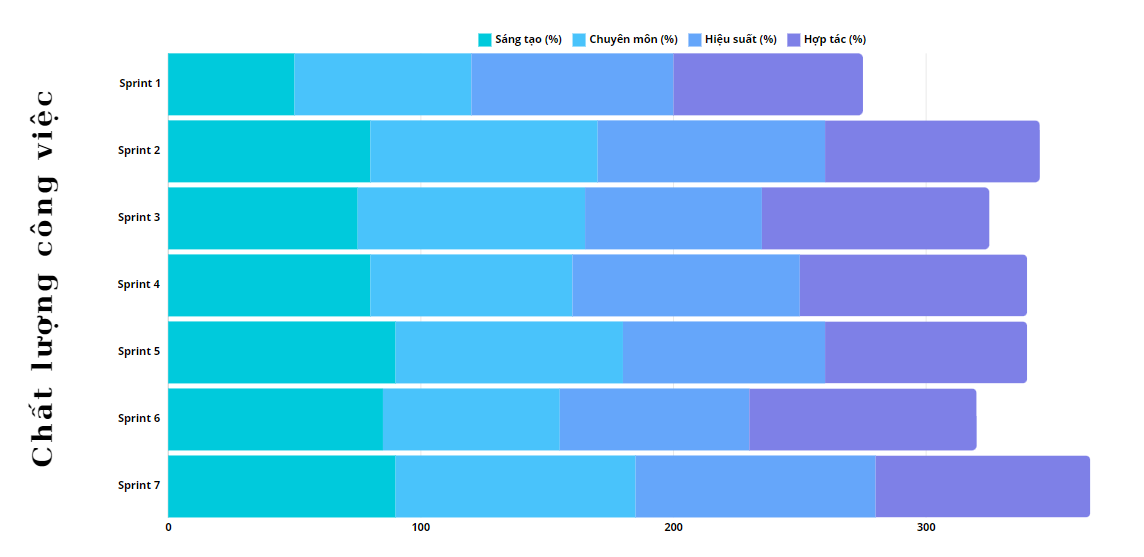 Chất lượng công việc
Sáng tạo (%) Chuyên môn (%) Hiệu suất (%) Hợp tác (%)
Sprint 1
Sprint 2
Sprint 3
Sprint 4
Sprint 5
Sprint 6
Sprint 7
0 100 200 300